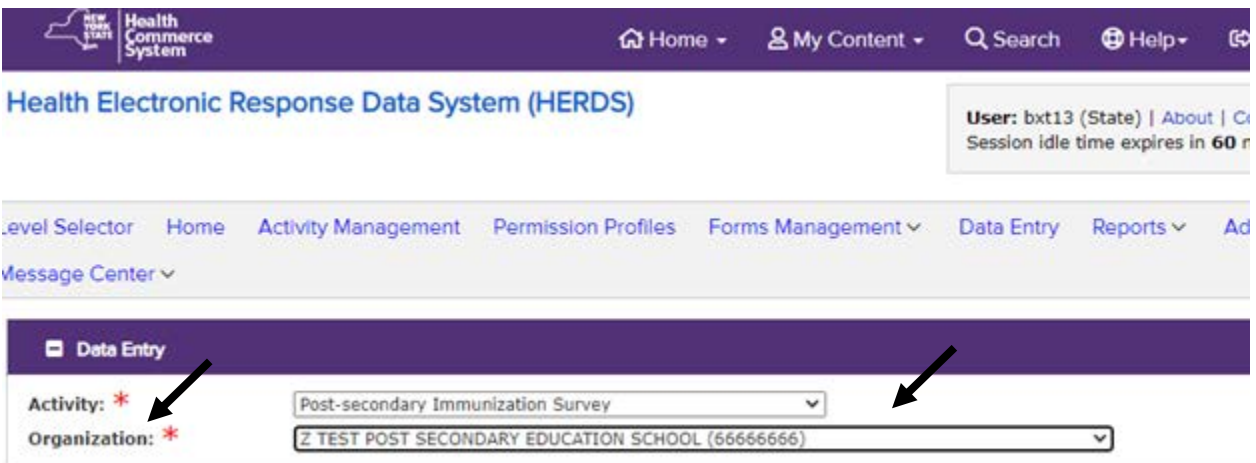 NEW YORK STATE
Health Commerce System
Home My Content Search Help
Health Electronic Response Data System (HERDS)
User: bxt13 (State) | About |
Session idle time expires in 60
Level Selector Home Activity Management Permission Profiles Forms Management Data Entry Reports
Message Center
Data Entry
Activity: * Post-secondary Immunization Survey
Organization: * Z TEST POST SECONDARY EDUCATION SCHOOL (66666666)